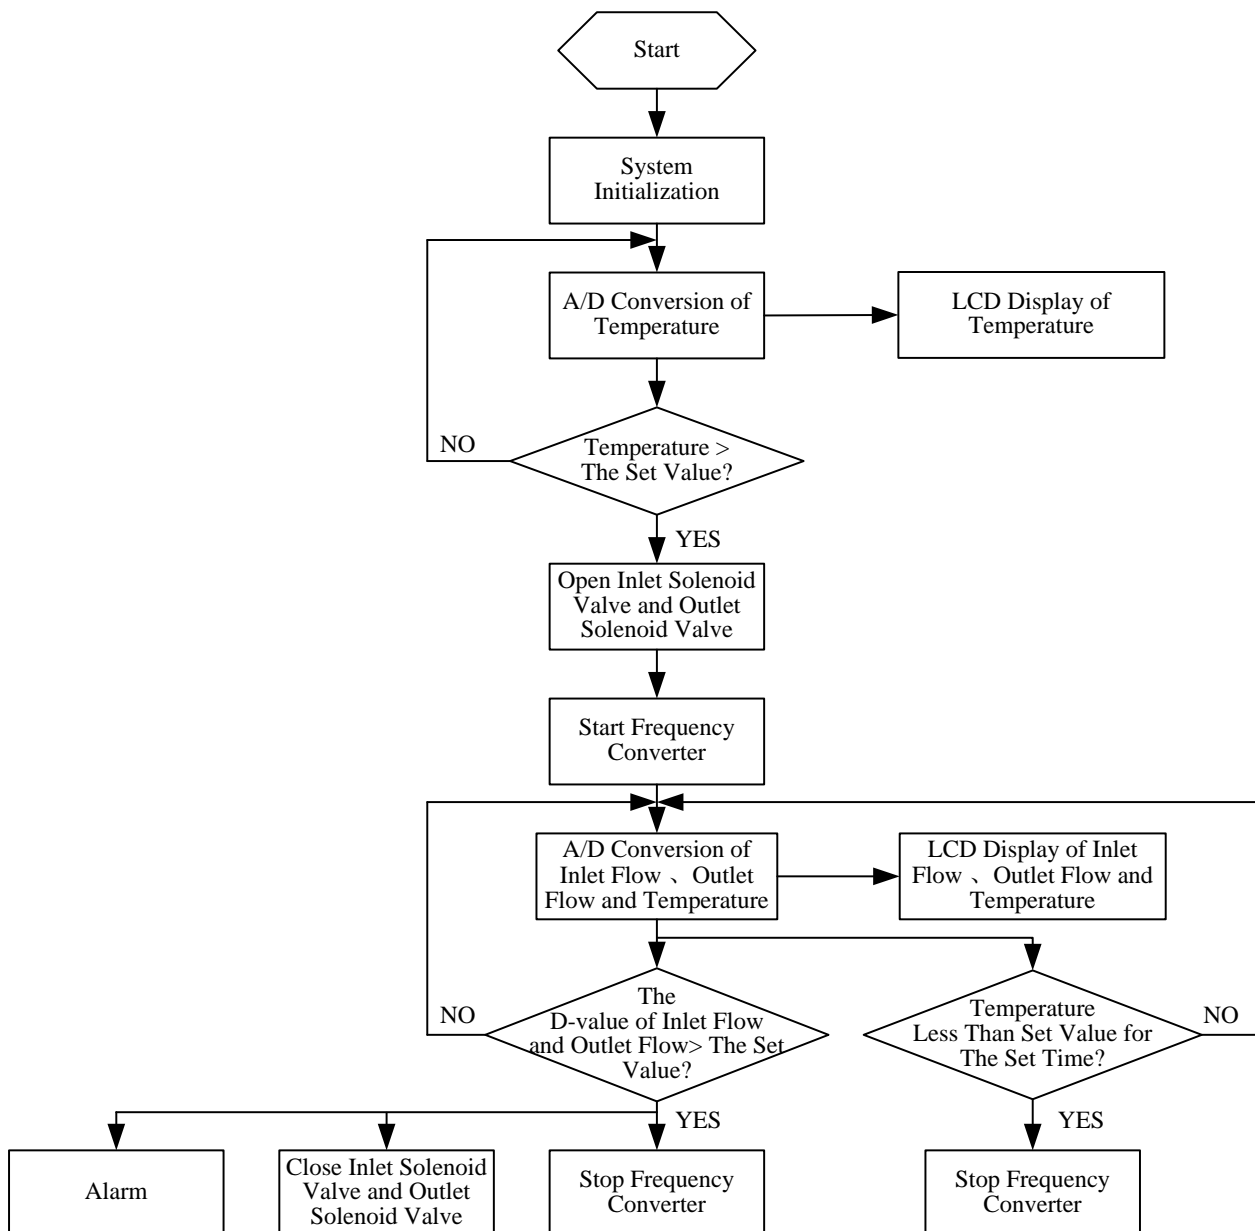 Start
System
Initialization
A/D Conversion of
Temperature
LCD Display of
Temperature
NO
Temperature >
The Set Value?
YES
Open Inlet Solenoid
Valve and Outlet
Solenoid Valve
Start Frequency
Converter
A/D Conversion of
Inlet Flow 、Outlet
Flow and Temperature
LCD Display of Inlet
Flow 、Outlet Flow and
Temperature
NO
The
D-value of Inlet Flow
and Outlet Flow> The Set
Value?
Temperature
Less Than Set Value for
The Set Time?
NO
YES
YES
Alarm
Close Inlet Solenoid
Valve and Outlet
Solenoid Valve
Stop Frequency
Converter
Stop Frequency
Converter